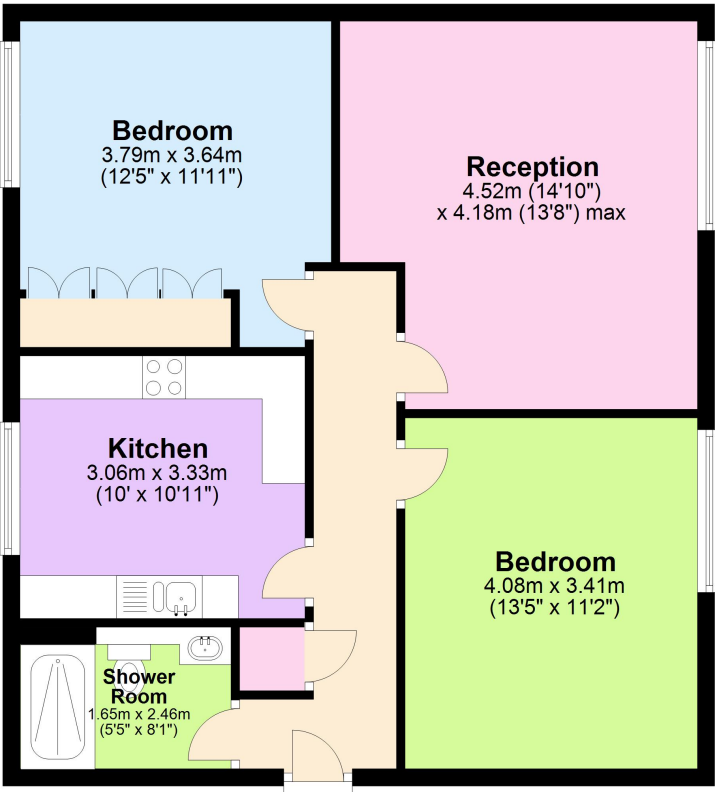 Bedroom
3.79m x 3.64m
(12'5" x 11'11")
Reception
4.52m (14'10")
x 4.18m (13'8") max
Kitchen
3.06m x 3.33m
(10' x 10'11")
Bedroom
4.08m x 3.41m
(13'5" x 11'2")
Shower
Room
1.65m x 2.46m
(5'5" x 8'1")